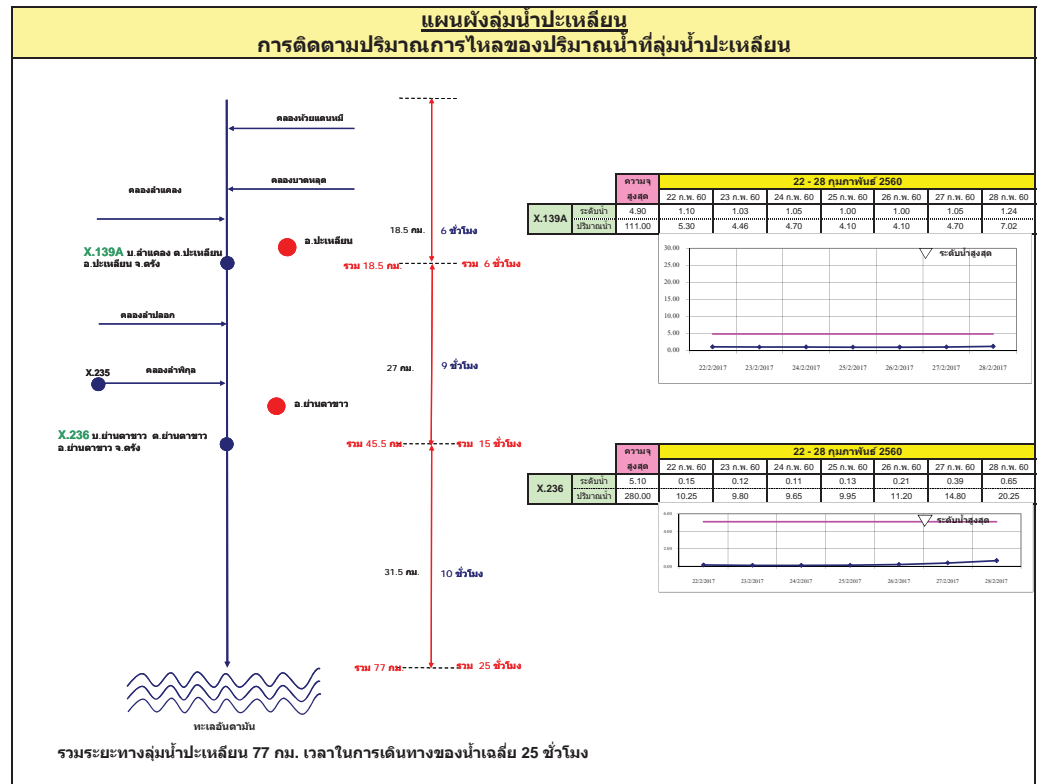 แผนผังลุ่มน้ำปะเหลียน
การติดตามปริมาณการไหลของปริมาณน้ำที่ลุ่มน้ำปะเหลียน
คลองห้วยแดนหมี
คลองบาดหลุด
คลองลำแคลง
อ.ปะเหลียน
X.139A บ.ลำแคลง ต.ปะเหลียน
อ.ปะเหลียน จ.ตรัง
18.5 กม. 6 ชั่วโมง
รวม 18.5 กม. รวม 6 ชั่วโมง
คลองลำปลอก
X.235 คลองลำพิกุล
27 กม. 9 ชั่วโมง
อ.ย่านตาขาว
X.236 บ.ย่านตาขาว ต.ย่านตาขาว
อ.ย่านตาขาว จ.ตรัง
รวม 45.5 กม. รวม 15 ชั่วโมง
31.5 กม. 10 ชั่วโมง
รวม 77 กม. รวม 25 ชั่วโมง
ทะเลอันดามัน
ความจุ 22 - 28 กุมภาพันธ์ 2560
สูงสุด 22 ก.พ. 60 23 ก.พ. 60 24 ก.พ. 60 25 ก.พ. 60 26 ก.พ. 60 27 ก.พ. 60 28 ก.พ. 60
X.139A ระดับน้ำ 4.90 1.10 1.03 1.05 1.00 1.00 1.05 1.24
ปริมาณน้ำ 111.00 5.30 4.46 4.70 4.10 4.10 4.70 7.02
30.00
25.00
20.00
15.00
10.00
5.00
0.00
ระดับน้ำสูงสุด
22/2/2017 23/2/2017 24/2/2017 25/2/2017 26/2/2017 27/2/2017 28/2/2017
ความจุ 22 - 28 กุมภาพันธ์ 2560
สูงสุด 22 ก.พ. 60 23 ก.พ. 60 24 ก.พ. 60 25 ก.พ. 60 26 ก.พ. 60 27 ก.พ. 60 28 ก.พ. 60
X.236 ระดับน้ำ 5.10 0.15 0.12 0.11 0.13 0.21 0.39 0.65
ปริมาณน้ำ 280.00 10.25 9.80 9.65 9.95 11.20 14.80 20.25
6.00
4.00
2.00
0.00
ระดับน้ำสูงสุด
22/2/2017 23/2/2017 24/2/2017 25/2/2017 26/2/2017 27/2/2017 28/2/2017
รวมระยะทางลุ่มน้ำปะเหลียน 77 กม. เวลาในการเดินทางของน้ำเฉลี่ย 25 ชั่วโมง